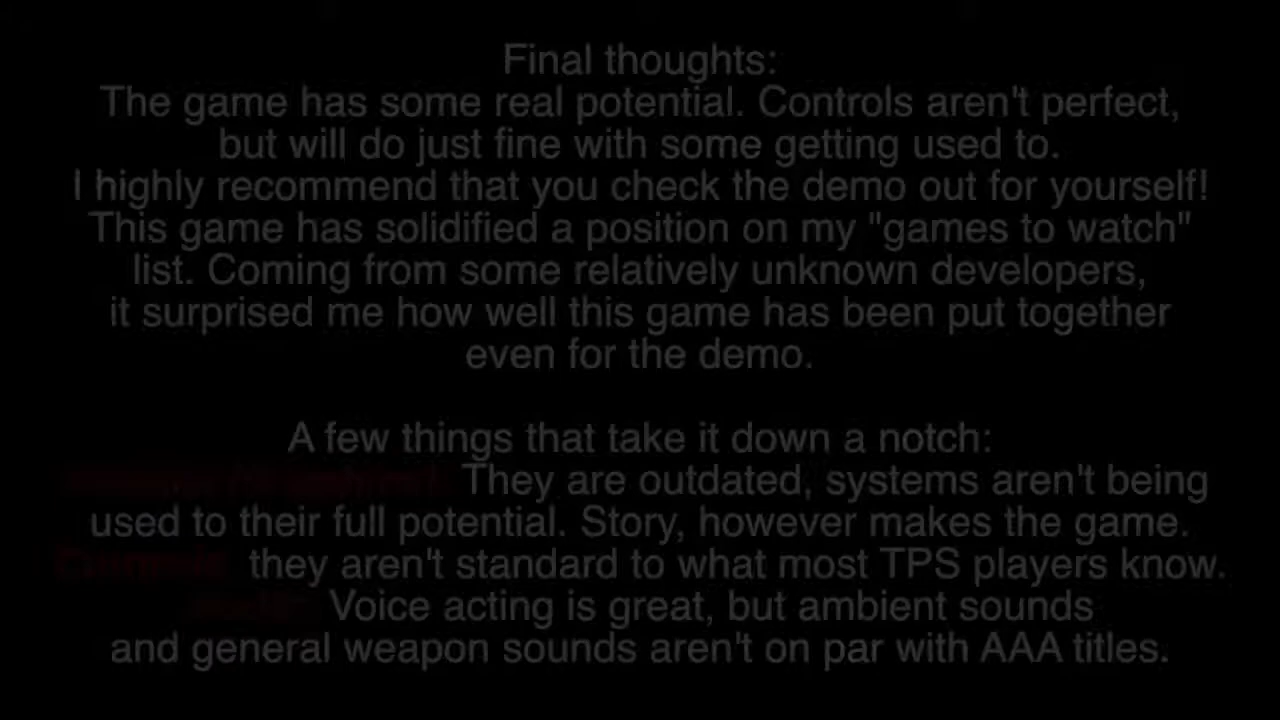 Final thoughts:
The game has some real potential. Controls aren't perfect,
but will do just fine with some getting used to.
I highly recommend that you check the demo out for yourself!
This game has solidified a position on my "games to watch"
list. Coming from some relatively unknown developers,
it surprised me how well this game has been put together
even for the demo.
A few things that take it down a notch:
They are outdated, systems aren't being
used to their full potential. Story, however makes the game.
Controls: they aren't standard to what most TPS players know.
Voice acting is great, but ambient sounds
and general weapon sounds aren't on par with AAA titles.